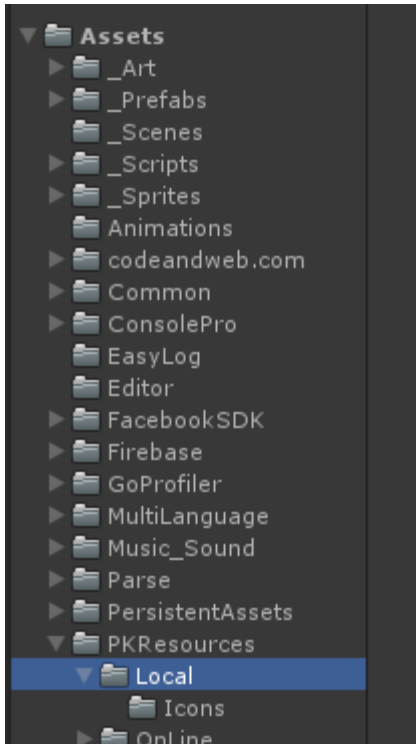 Assets
_Art
_Prefabs
_Scenes
_Scripts
_Sprites
Animations
codeandweb.com
Common
ConsolePro
EasyLog
Editor
FacebookSDK
Firebase
GoProfiler
MultiLanguage
Music_Sound
Parse
PersistentAssets
PKResources
Local
Icons
OnLine